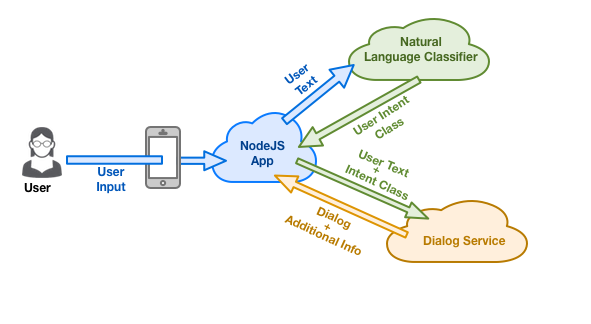 Natural
Language Classifier
User
Text
User Intent
Class
NodeJS
App
User Text
+
Intent Class
User
Input
User
Dialog
+
Additional Info
Dialog Service